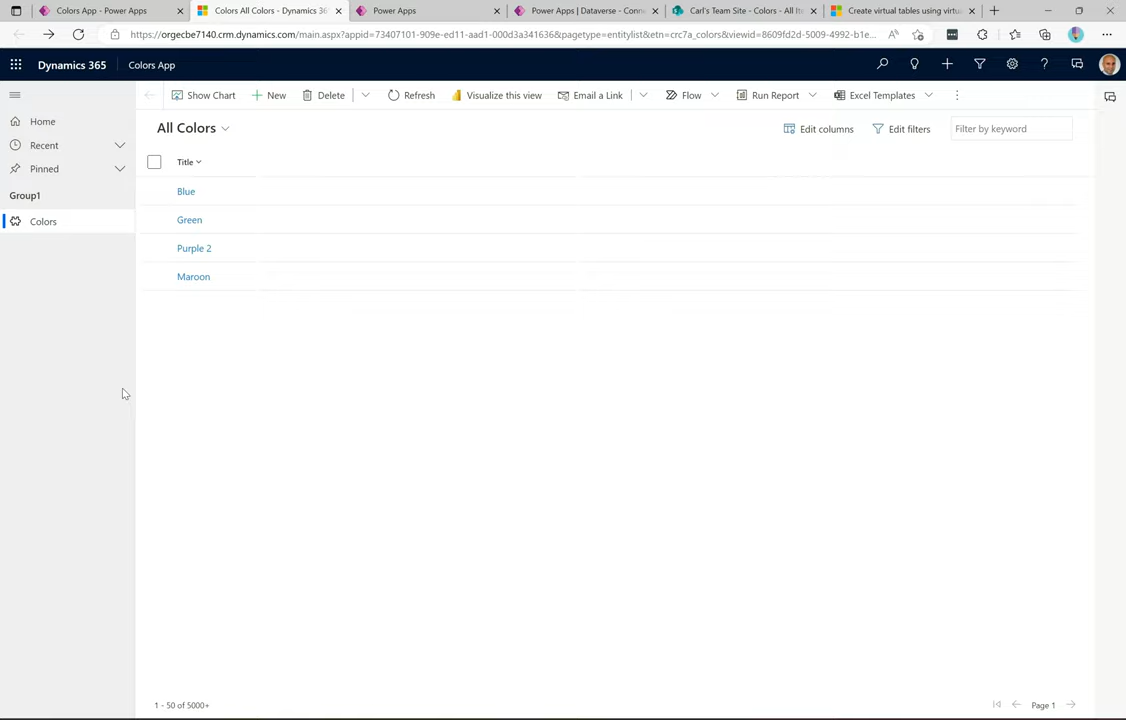 Colors App - Power Apps
Colors All Colors - Dynamics 36
Power Apps
Power Apps | Dataverse - Conne
Carl's Team Site - Colors - All Ite
Create virtual tables using virtu
https://orgecbe7140.crm.dynamics.com/main.aspx?appid=73407101-909e-ed11-aad1-000d3a341636&pagetype=entitylist&etn=crc7a_colors&viewid=8609fd2d-5009-4992-b1e...
Dynamics 365
Colors App
Show Chart
New
Delete
Refresh
Visualize this view
Email a Link
Flow
Run Report
Excel Templates
Home
Recent
Pinned
Group1
Colors
All Colors
Edit columns
Edit filters
Filter by keyword
Title
Blue
Green
Purple 2
Maroon
1 - 50 of 5000+
Page 1